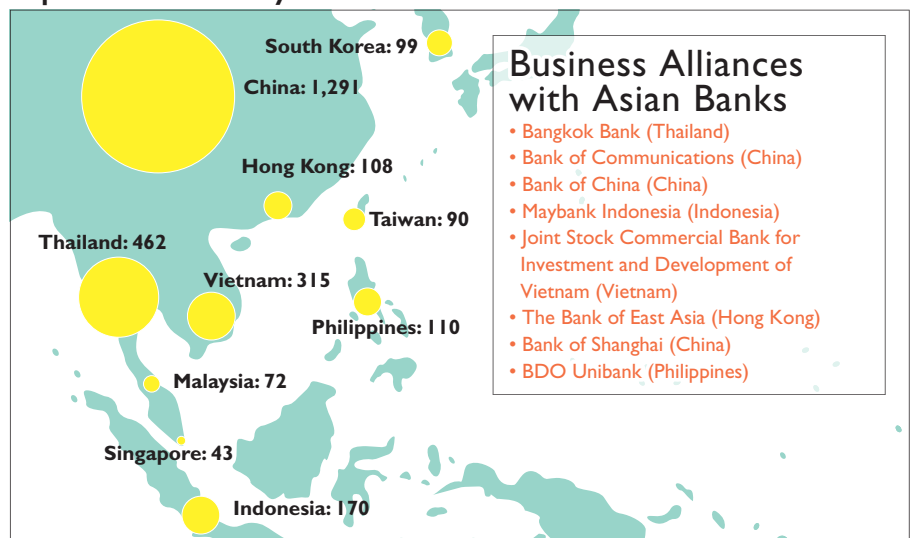 South Korea: 99
China: 1,291
Hong Kong: 108
Taiwan: 90
Thailand: 462
Vietnam: 315
Philippines: 110
Malaysia: 72
Singapore: 43
Indonesia: 170
Business Alliances
with Asian Banks
• Bangkok Bank (Thailand)
• Bank of Communications (China)
• Bank of China (China)
• Maybank Indonesia (Indonesia)
• Joint Stock Commercial Bank for
Investment and Development of
Vietnam (Vietnam)
• The Bank of East Asia (Hong Kong)
• Bank of Shanghai (China)
• BDO Unibank (Philippines)